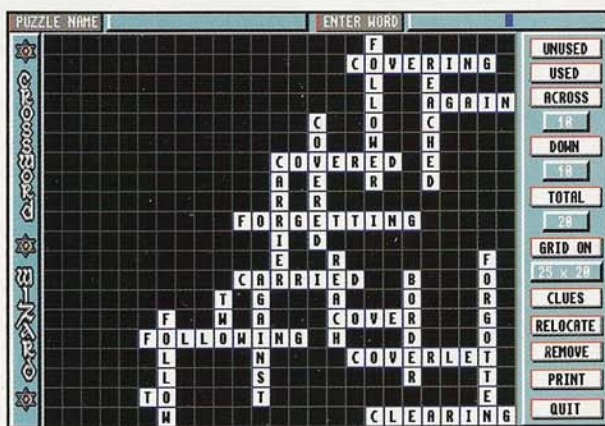 PUZZLE NAME
ENTER WORD
CROSSWORD WIZARD
FOLLOWER
COVERING
REACHED
AGAIN
COVERED
COVERED
CARRIER
FORGETTING
REACH
FORGOTTEN
CARRIED
BORDER
AGAINST
TWO
COVER
FOLLOW
FOLLOWING
COVERLET
TO
CLEARING
UNUSED
USED
ACROSS
10
DOWN
10
TOTAL
20
GRID ON
25 x 20
CLUES
RELOCATE
REMOVE
PRINT
QUIT